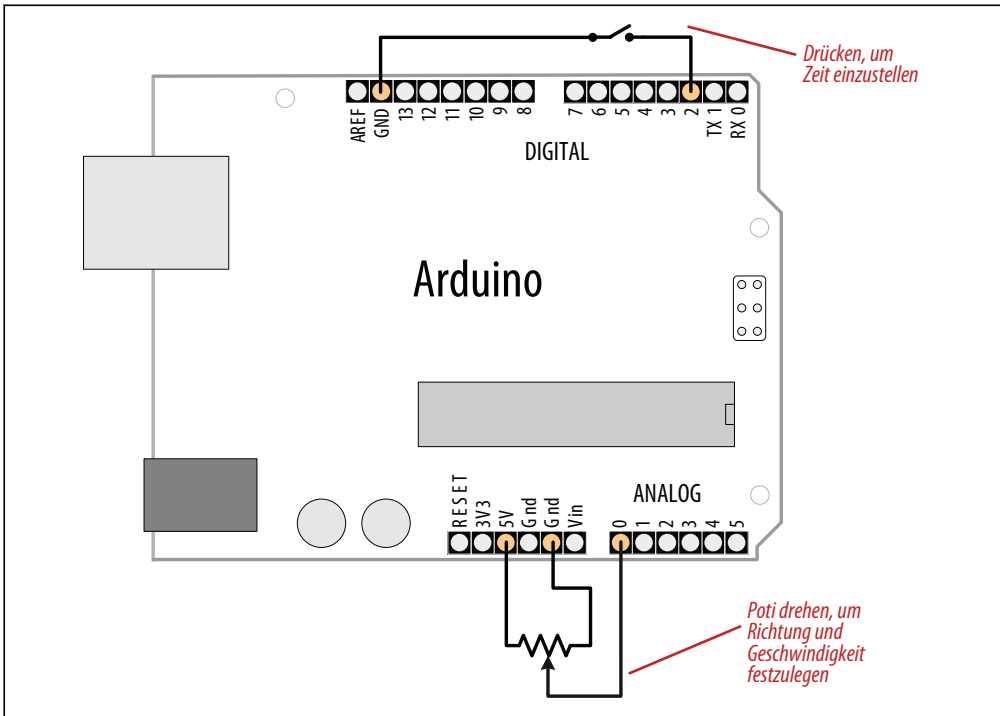 Drücken, um
Zeit einzustellen
AREF
GND
13
12
11
10
9
8
7
6
5
4
3
2
TX 1
RX 0
DIGITAL
Arduino
ANALOG
RESET
3V3
5V
Gnd
Gnd
Vin
0
1
2
3
4
5
Poti drehen, um
Richtung und
Geschwindigkeit
festzulegen